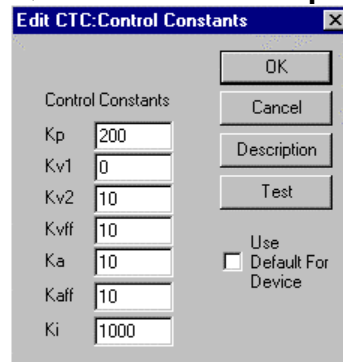 Edit CTC:Control Constants
OK
Control Constants
Cancel
Kp 200
Description
Kv1 0
Kv2 10
Test
Kvff 10
Ka 10
Use
Default For
Device
Kaff 10
Ki 1000